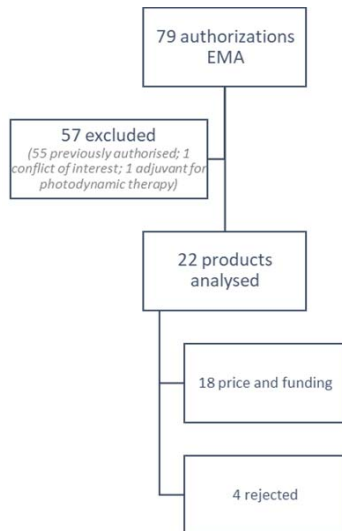 79 authorizations
EMA
57 excluded
(55 previously authorised; 1
conflict of interest; 1 adjuvant for
photodynamic therapy)
22 products
analysed
18 price and funding
4 rejected